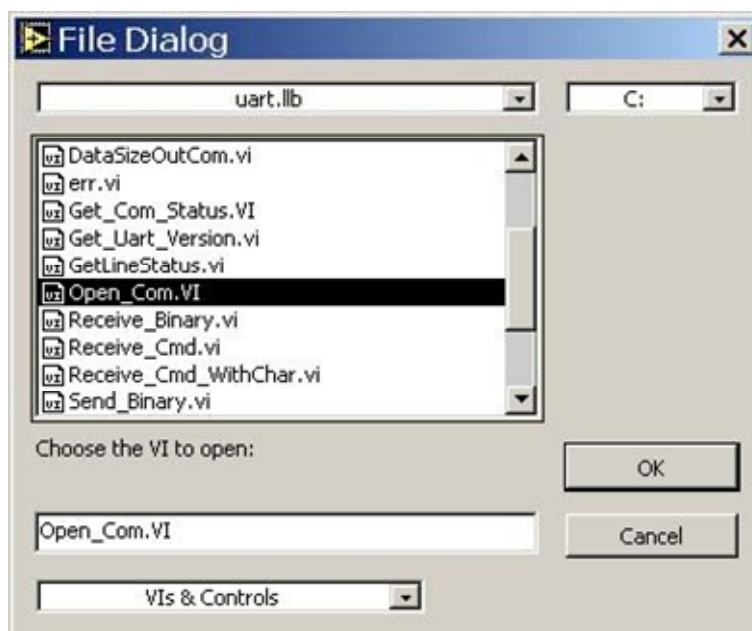 File Dialog
uart.llb
C:
DataSizeOutCom.vi
err.vi
Get_Com_Status.VI
Get_Uart_Version.vi
GetLineStatus.vi
Open_Com.VI
Receive_Binary.vi
Receive_Cmd.vi
Receive_Cmd_WithChar.vi
Send_Binary.vi
Choose the VI to open:
OK
Open_Com.VI
Cancel
VIs & Controls